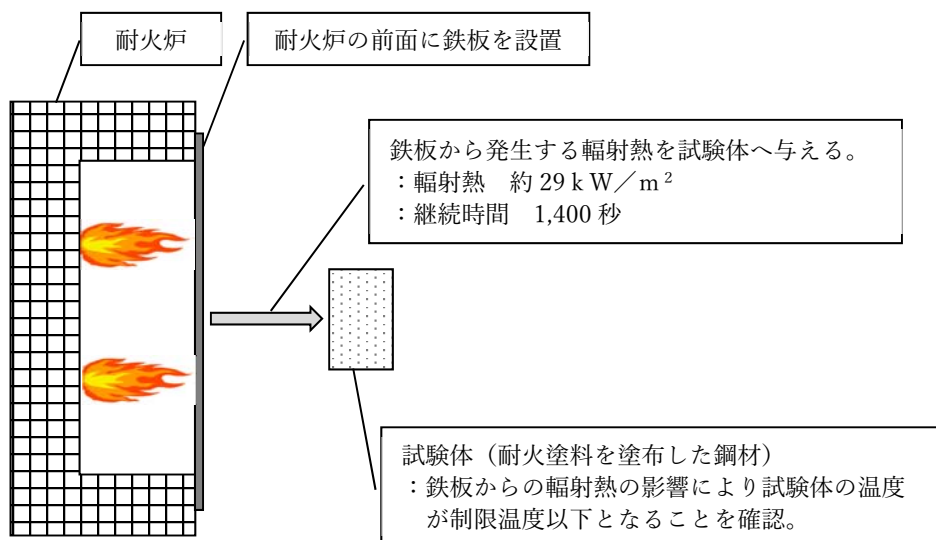 耐火炉
耐火炉の前面に鉄板を設置
鉄板から発生する輻射熱を試験体へ与える。
：輻射熱　約 29ｋＷ／ｍ²
：継続時間　1,400 秒
試験体（耐火塗料を塗布した鋼材）
：鉄板からの輻射熱の影響により試験体の温度
が制限温度以下となることを確認。